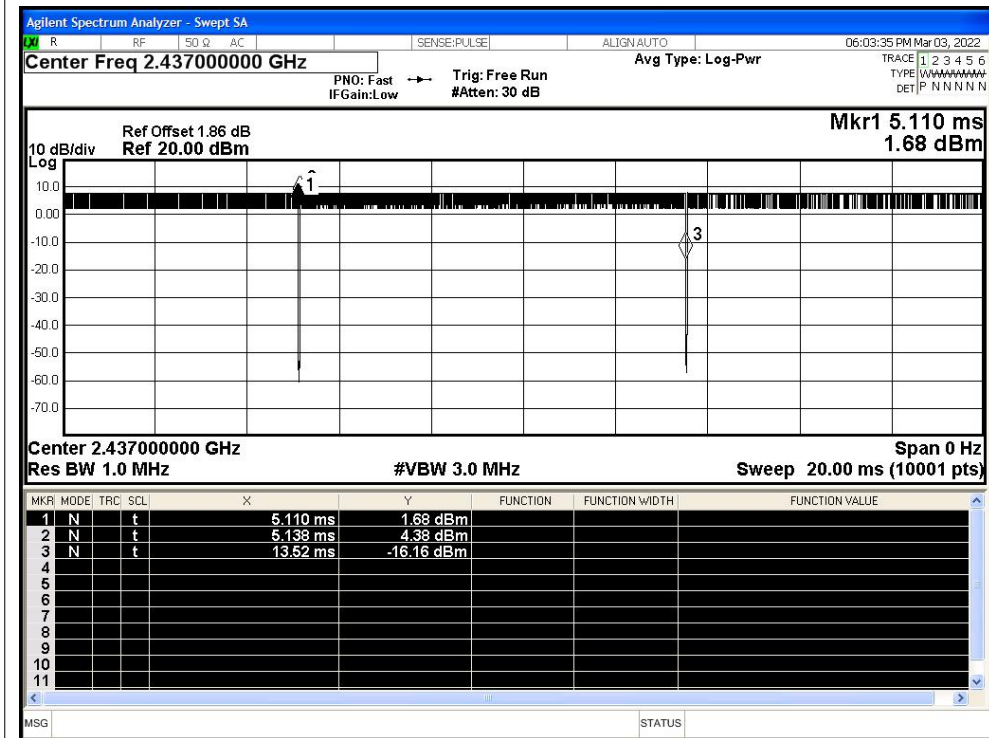 Agilent Spectrum Analyzer - Swept SA
LXI R RF 50 Ω AC SENSE:PULSE ALIGN AUTO 06:03:35 PM Mar 03, 2022
Center Freq 2.437000000 GHz
PNO: Fast
IFGain:Low
Trig: Free Run
#Atten: 30 dB
Avg Type: Log-Pwr
TRACE 1 2 3 4 5 6
TYPE
DET P N N N N N
Ref Offset 1.86 dB
10 dB/div Ref 20.00 dBm
Log
Mkr1 5.110 ms
1.68 dBm
10.0
0.00
-10.0
-20.0
-30.0
-40.0
-50.0
-60.0
-70.0
1
3
Center 2.437000000 GHz Span 0 Hz
Res BW 1.0 MHz #VBW 3.0 MHz Sweep 20.00 ms (10001 pts)
MKR MODE TRC SCL X Y FUNCTION FUNCTION WIDTH FUNCTION VALUE
1 N t 5.110 ms 1.68 dBm
2 N t 5.138 ms 4.38 dBm
3 N t 13.52 ms -16.16 dBm
4
5
6
7
8
9
10
11
MSG STATUS